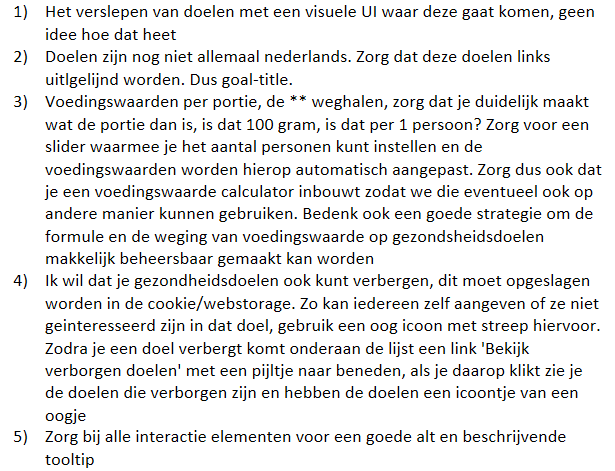 1) Het verslepen van doelen met een visuele UI waar deze gaat komen, geen
idee hoe dat heet
2) Doelen zijn nog niet allemaal nederlands. Zorg dat deze doelen links
uitlgelijnd worden. Dus goal-title.
3) Voedingswaarden per portie, de ** weghalen, zorg dat je duidelijk maakt
wat de portie dan is, is dat 100 gram, is dat per 1 persoon? Zorg voor een
slider waarmee je het aantal personen kunt instellen en de
voedingswaarden worden hierop automatisch aangepast. Zorg dus ook dat
je een voedingswaarde calculator inbouwt zodat we die eventueel ook op
andere manier kunnen gebruiken. Bedenk ook een goede strategie om de
formule en de weging van voedingswaarde op gezondsheidsdoelen
makkelijk beheersbaar gemaakt kan worden
4) Ik wil dat je gezondheidsdoelen ook kunt verbergen, dit moet opgeslagen
worden in de cookie/webstorage. Zo kan iedereen zelf aangeven of ze niet
geinteresseerd zijn in dat doel, gebruik een oog icoon met streep hiervoor.
Zodra je een doel verbergt komt onderaan de lijst een link 'Bekijk
verborgen doelen' met een pijltje naar beneden, als je daarop klikt zie je
de doelen die verborgen zijn en hebben de doelen een icoontje van een
oogje
5) Zorg bij alle interactie elementen voor een goede alt en beschrijvende
tooltip